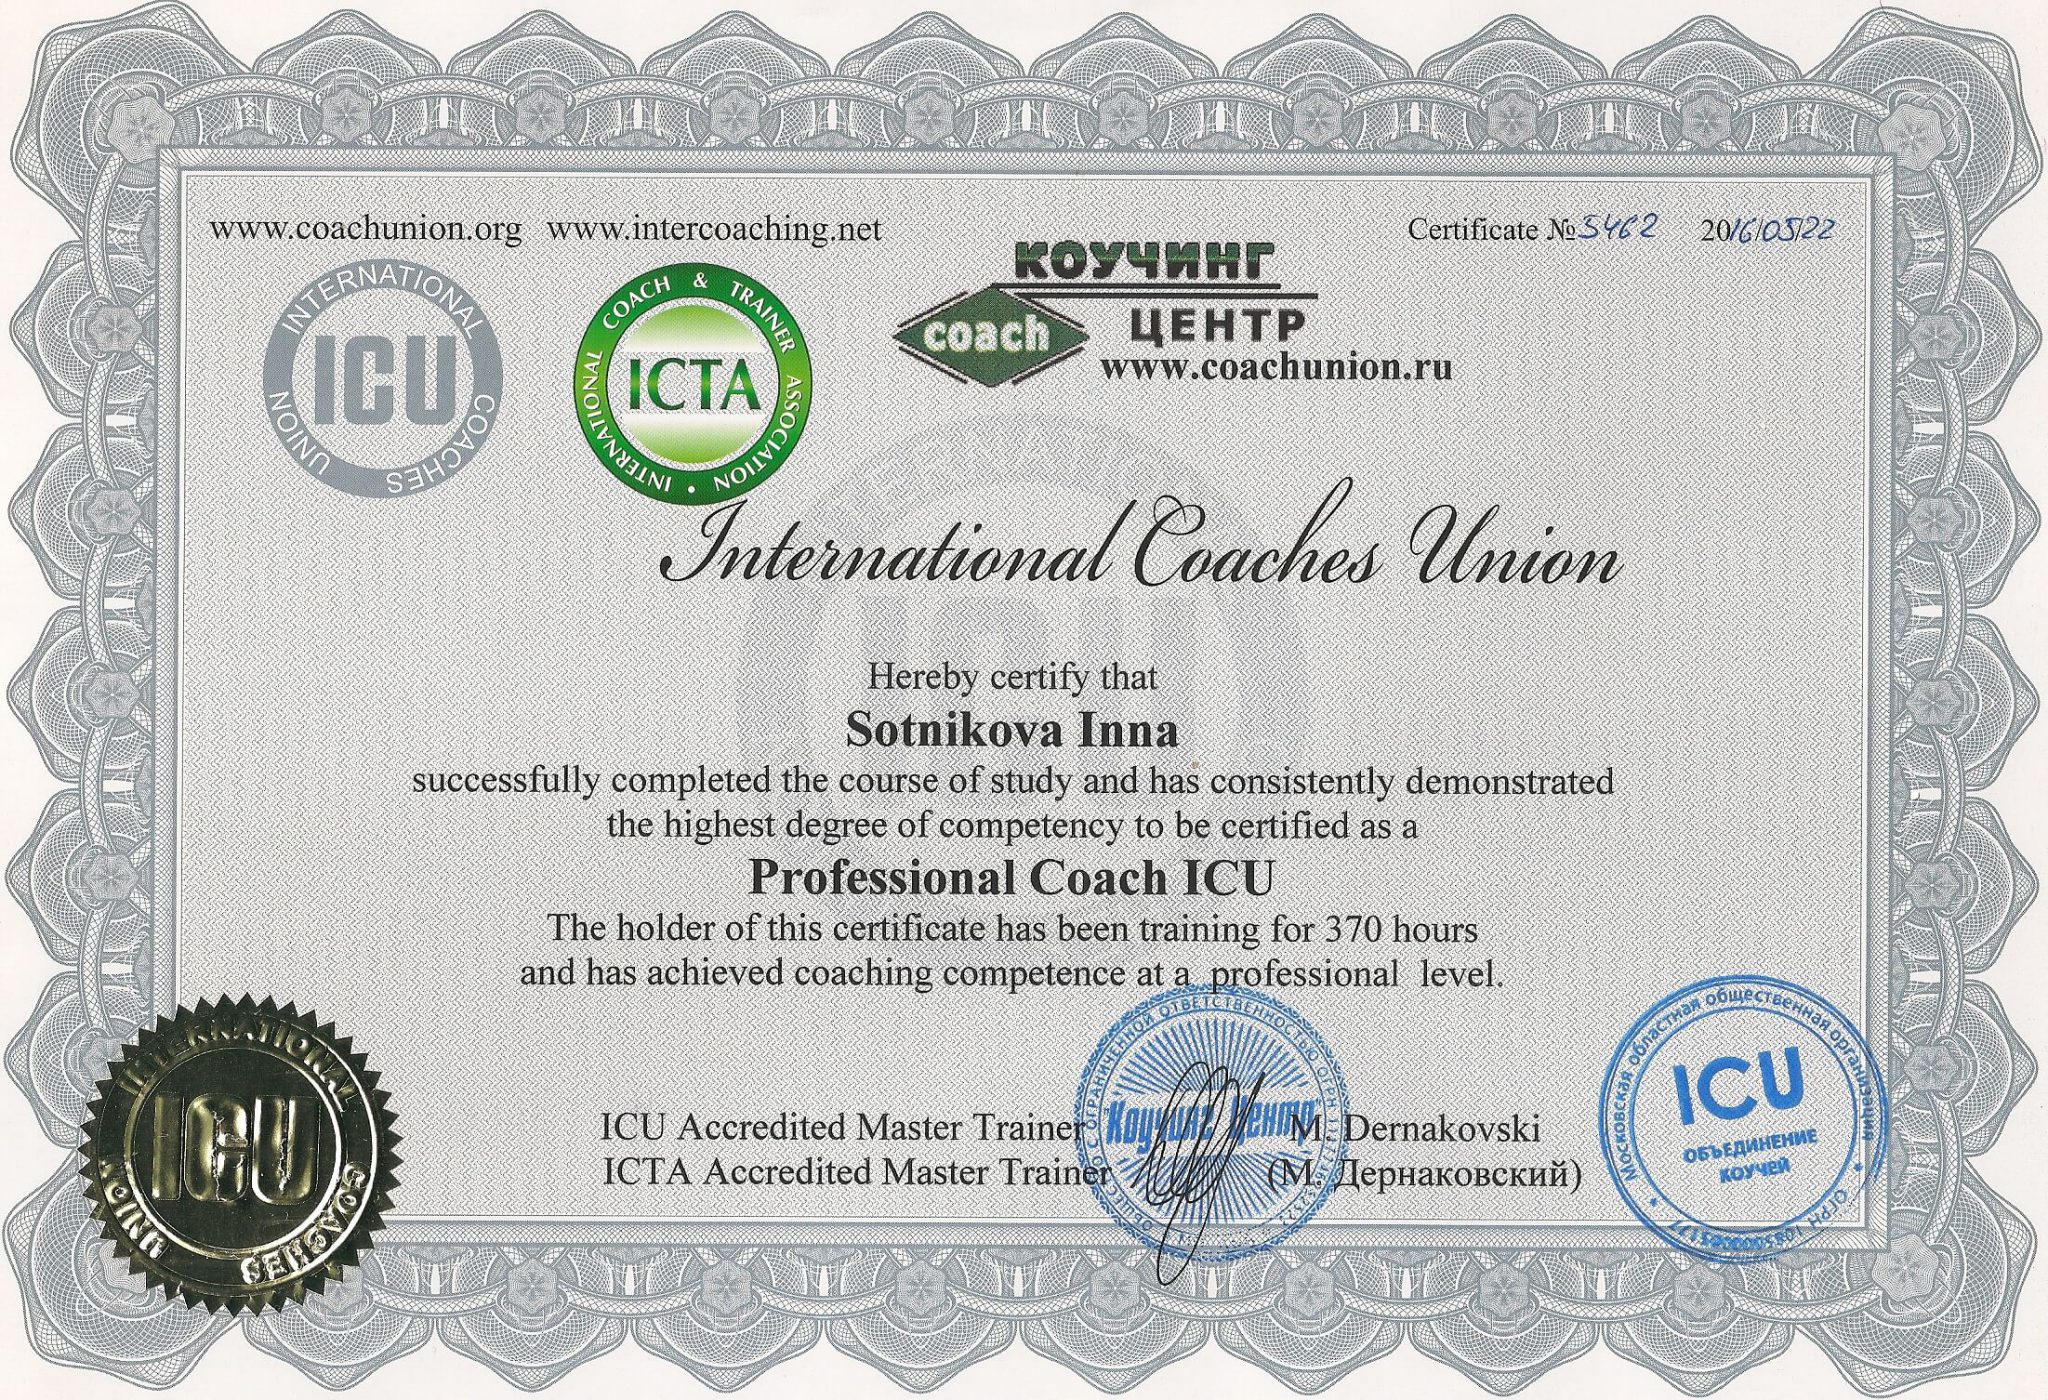 www.coachunion.org www.intercoaching.net
Certificate № 5462 2016/05/22
INTERNATIONAL COACHES UNION
ICU
INTERNATIONAL COACH & TRAINER ASSOCIATION
ICTA
КОУЧИНГ
ЦЕНТР
coach
www.coachunion.ru
International Coaches Union
Hereby certify that
Sotnikova Inna
successfully completed the course of study and has consistently demonstrated
the highest degree of competency to be certified as a
Professional Coach ICU
The holder of this certificate has been training for 370 hours
and has achieved coaching competence at a professional level.
ICU Accredited Master Trainer M. Dernakovski
ICTA Accredited Master Trainer (М. Дернаковский)
INTERNATIONAL COACHES UNION
ICU
ОБЩЕСТВО С ОГРАНИЧЕННОЙ ОТВЕТСТВЕННОСТЬЮ ОГРН
"Коучинг Центр"
Московская областная общественная организация
ICU
ОБЪЕДИНЕНИЕ
КОУЧЕЙ
ОГРН